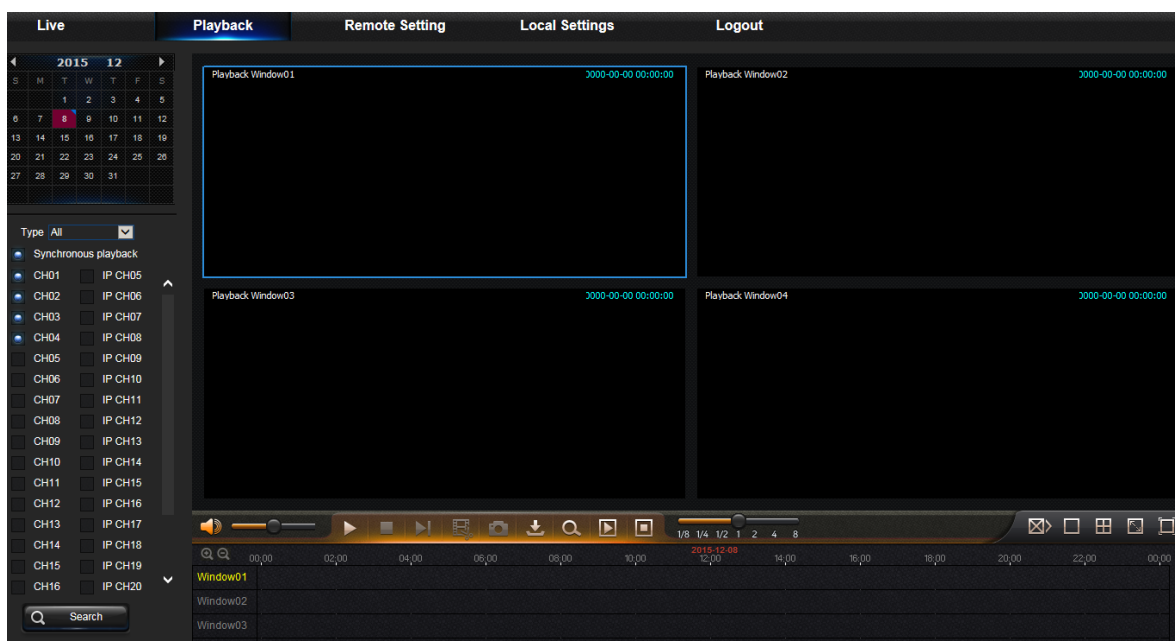 Live Playback Remote Setting Local Settings Logout
2015 12
S M T W T F S
1 2 3 4 5
6 7 8 9 10 11 12
13 14 15 16 17 18 19
20 21 22 23 24 25 26
27 28 29 30 31
Type All
Synchronous playback
CH01 IP CH05
CH02 IP CH06
CH03 IP CH07
CH04 IP CH08
CH05 IP CH09
CH06 IP CH10
CH07 IP CH11
CH08 IP CH12
CH09 IP CH13
CH10 IP CH14
CH11 IP CH15
CH12 IP CH16
CH13 IP CH17
CH14 IP CH18
CH15 IP CH19
CH16 IP CH20
Search
Playback Window01 0000-00-00 00:00:00
Playback Window02 0000-00-00 00:00:00
Playback Window03 0000-00-00 00:00:00
Playback Window04 0000-00-00 00:00:00
1/8 1/4 1/2 1 2 4 8
2015-12-08
00:00 02:00 04:00 06:00 08:00 10:00 12:00 14:00 16:00 18:00 20:00 22:00 00:00
Window01
Window02
Window03